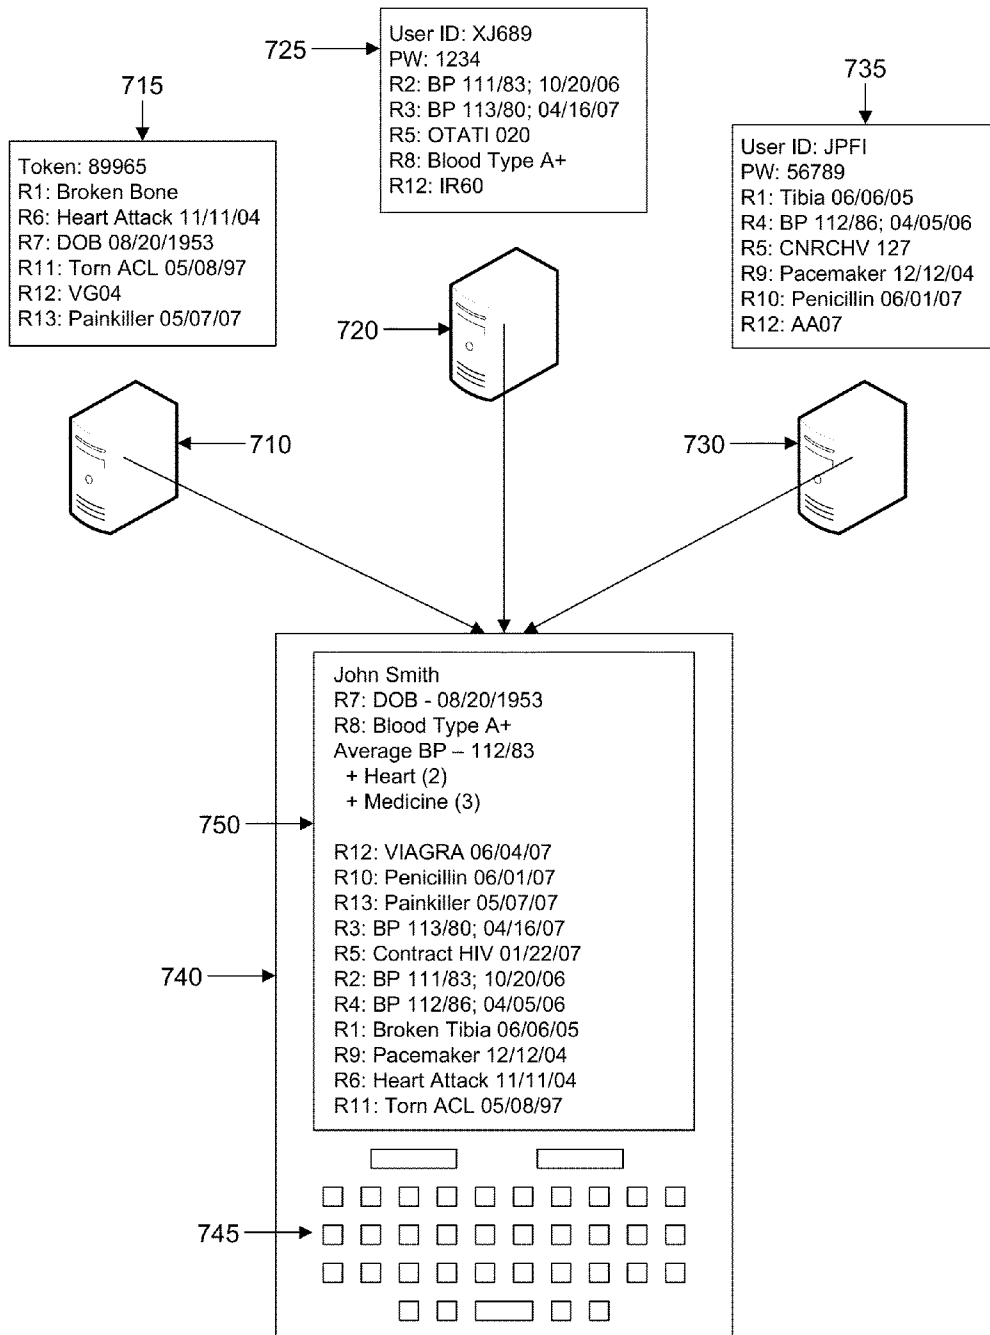 725
User ID: XJ689
PW: 1234
R2: BP 111/83; 10/20/06
R3: BP 113/80; 04/16/07
R5: OTATI 020
R8: Blood Type A+
R12: IR60
715
Token: 89965
R1: Broken Bone
R6: Heart Attack 11/11/04
R7: DOB 08/20/1953
R11: Torn ACL 05/08/97
R12: VG04
R13: Painkiller 05/07/07
735
User ID: JPFI
PW: 56789
R1: Tibia 06/06/05
R4: BP 112/86; 04/05/06
R5: CNRCHV 127
R9: Pacemaker 12/12/04
R10: Penicillin 06/01/07
R12: AA07
720
710
730
John Smith
R7: DOB - 08/20/1953
R8: Blood Type A+
Average BP – 112/83
+ Heart (2)
+ Medicine (3)
750
R12: VIAGRA 06/04/07
R10: Penicillin 06/01/07
R13: Painkiller 05/07/07
R3: BP 113/80; 04/16/07
R5: Contract HIV 01/22/07
740
R2: BP 111/83; 10/20/06
R4: BP 112/86; 04/05/06
R1: Broken Tibia 06/06/05
R9: Pacemaker 12/12/04
R6: Heart Attack 11/11/04
R11: Torn ACL 05/08/97
745